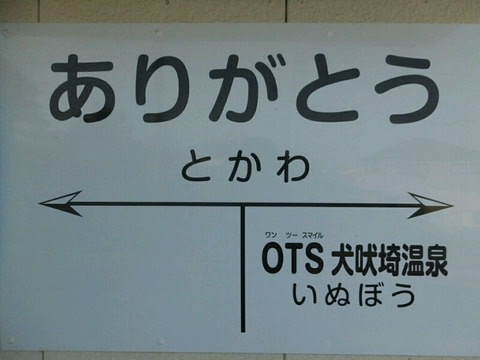 ありがとう
とかわ
ワン ツー スマイル
OTS 犬吠埼温泉
いぬぼう